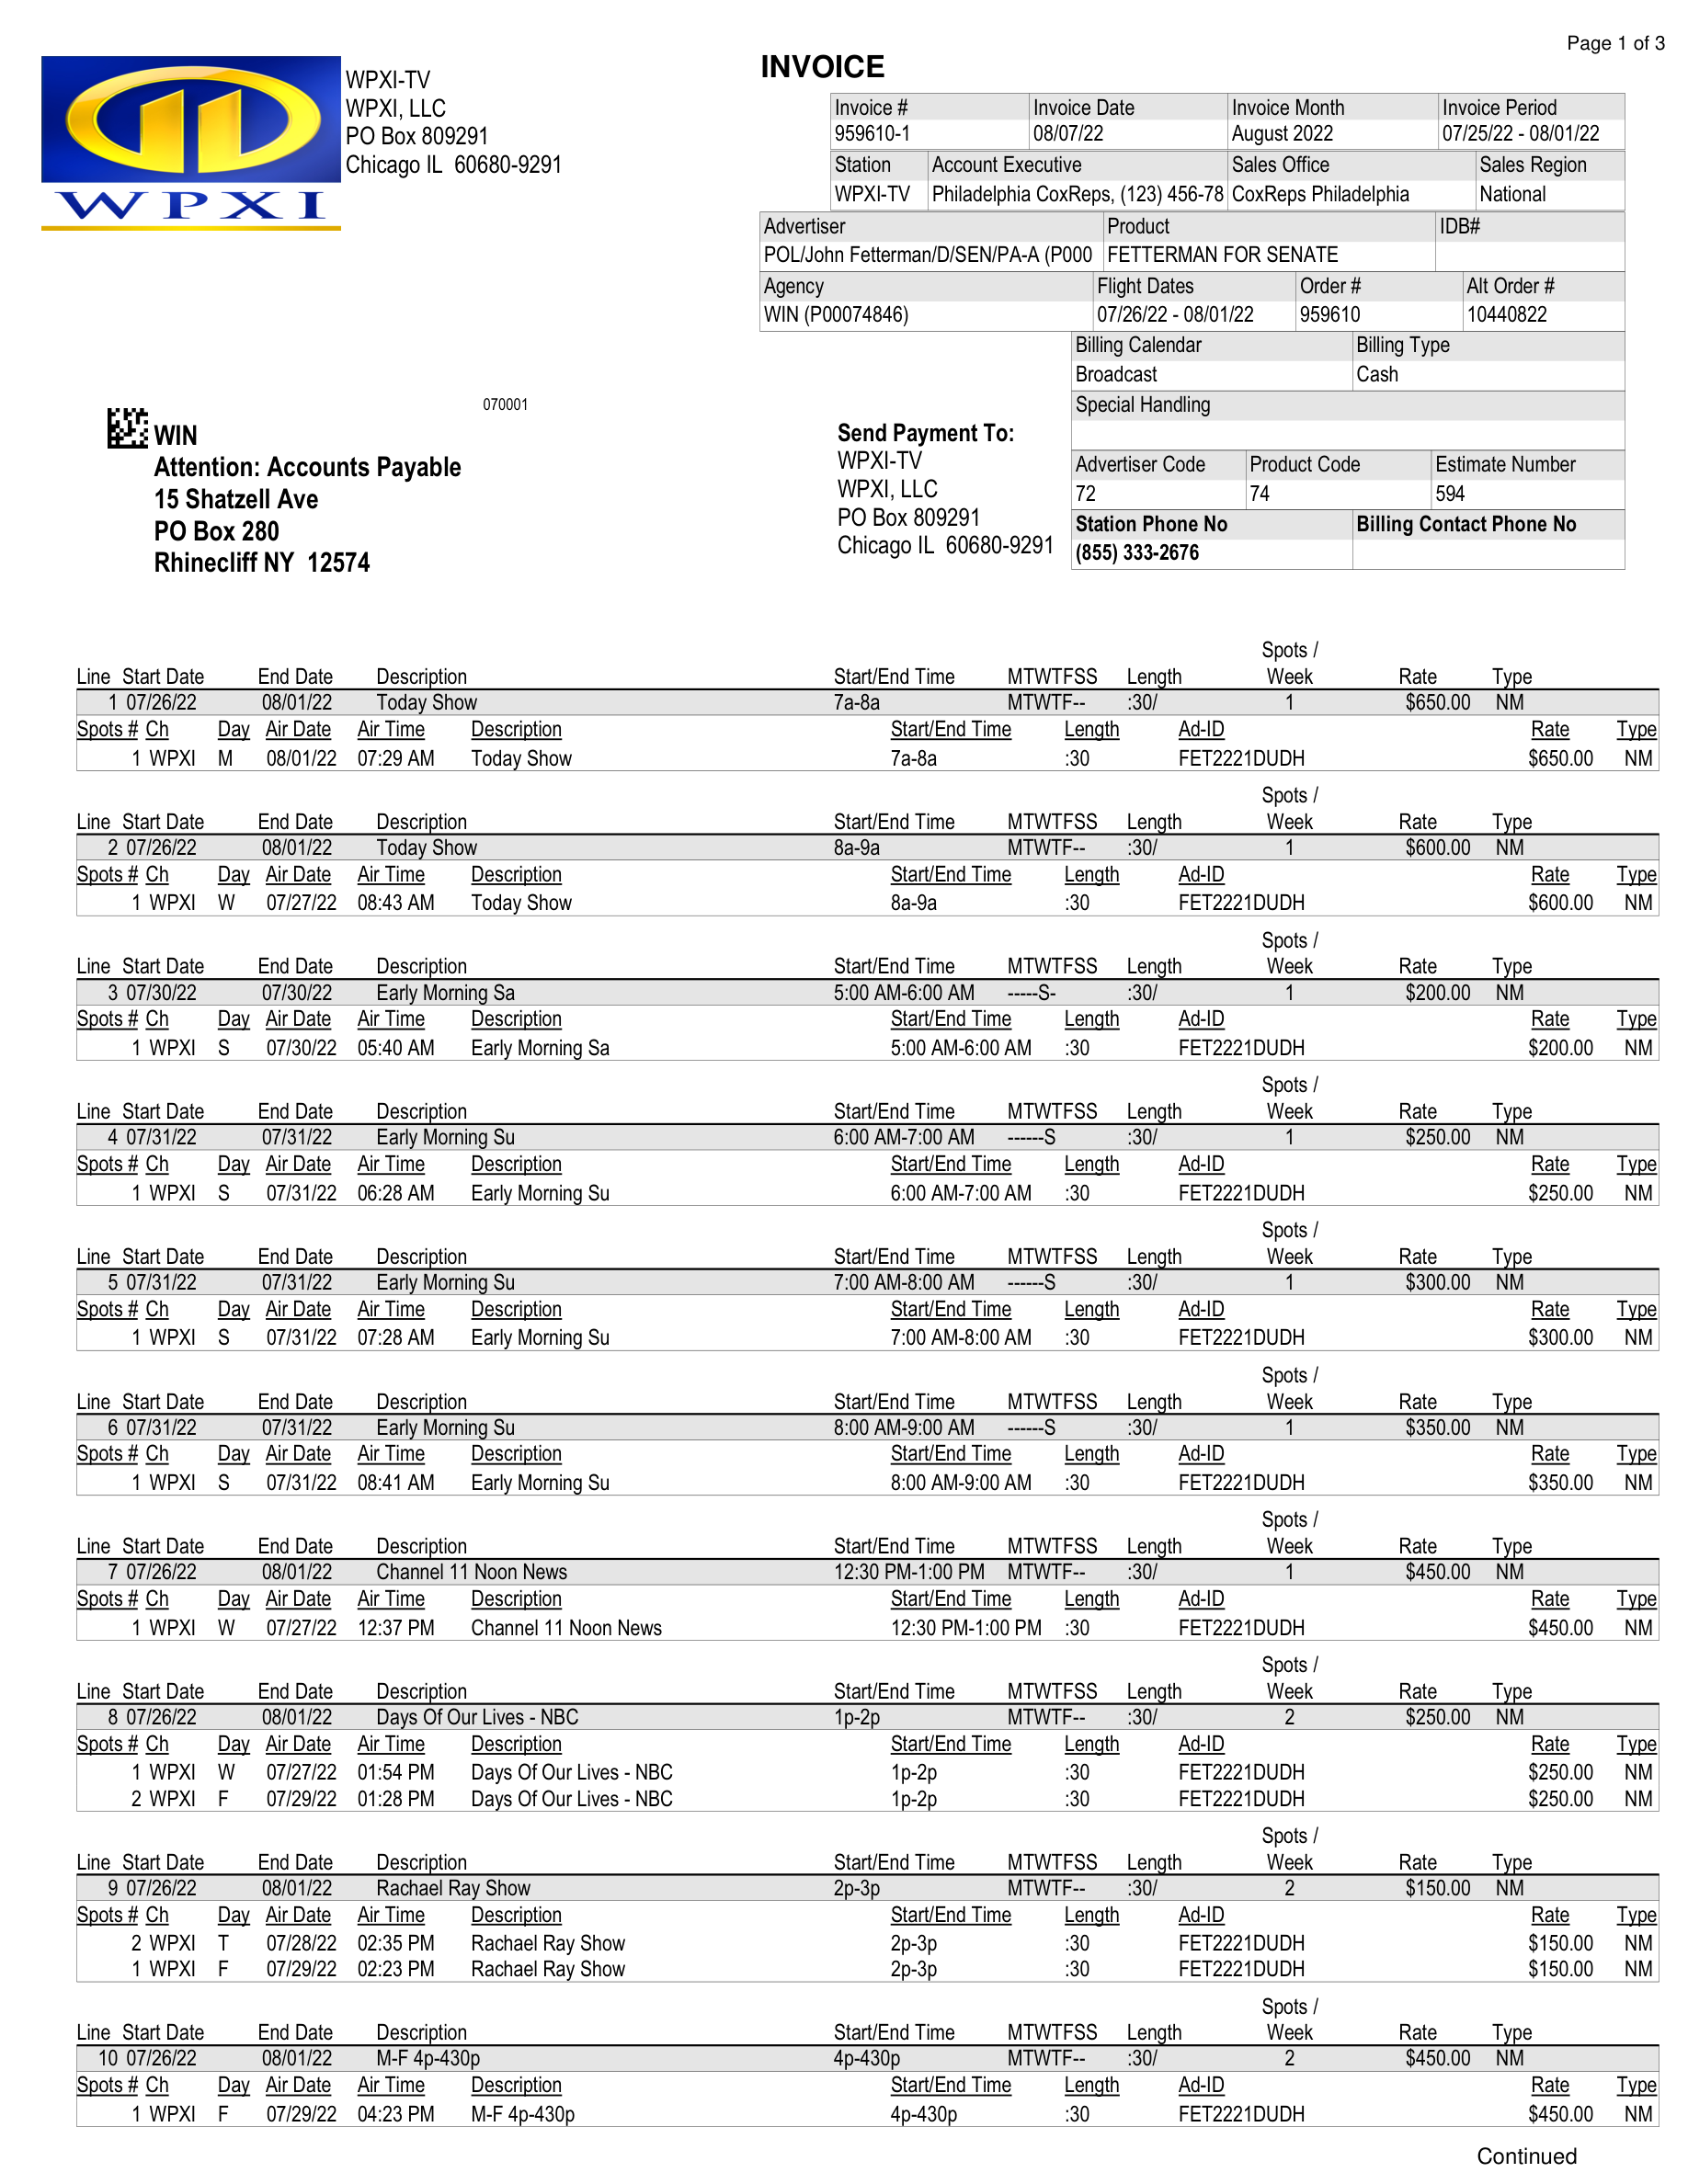 Page 1 of 3
INVOICE
WPXI
WPXI-TV
WPXI, LLC
PO Box 809291
Chicago IL 60680-9291
Invoice # Invoice Date Invoice Month Invoice Period
959610-1 08/07/22 August 2022 07/25/22 - 08/01/22
Station Account Executive Sales Office Sales Region
WPXI-TV Philadelphia CoxReps, (123) 456-78 CoxReps Philadelphia National
Advertiser Product IDB#
POL/John Fetterman/D/SEN/PA-A (P000 FETTERMAN FOR SENATE
Agency Flight Dates Order # Alt Order #
WIN (P00074846) 07/26/22 - 08/01/22 959610 10440822
Billing Calendar Billing Type
Broadcast Cash
Special Handling
Advertiser Code Product Code Estimate Number
72 74 594
Station Phone No Billing Contact Phone No
(855) 333-2676
070001
WIN
Attention: Accounts Payable
15 Shatzell Ave
PO Box 280
Rhinecliff NY 12574
Send Payment To:
WPXI-TV
WPXI, LLC
PO Box 809291
Chicago IL 60680-9291
Spots /
Line Start Date End Date Description Start/End Time MTWTFSS Length Week Rate Type
1 07/26/22 08/01/22 Today Show 7a-8a MTWTF-- :30/ 1 $650.00 NM
Spots # Ch Day Air Date Air Time Description Start/End Time Length Ad-ID Rate Type
1 WPXI M 08/01/22 07:29 AM Today Show 7a-8a :30 FET2221DUDH $650.00 NM
Spots /
Line Start Date End Date Description Start/End Time MTWTFSS Length Week Rate Type
2 07/26/22 08/01/22 Today Show 8a-9a MTWTF-- :30/ 1 $600.00 NM
Spots # Ch Day Air Date Air Time Description Start/End Time Length Ad-ID Rate Type
1 WPXI W 07/27/22 08:43 AM Today Show 8a-9a :30 FET2221DUDH $600.00 NM
Spots /
Line Start Date End Date Description Start/End Time MTWTFSS Length Week Rate Type
3 07/30/22 07/30/22 Early Morning Sa 5:00 AM-6:00 AM -----S- :30/ 1 $200.00 NM
Spots # Ch Day Air Date Air Time Description Start/End Time Length Ad-ID Rate Type
1 WPXI S 07/30/22 05:40 AM Early Morning Sa 5:00 AM-6:00 AM :30 FET2221DUDH $200.00 NM
Spots /
Line Start Date End Date Description Start/End Time MTWTFSS Length Week Rate Type
4 07/31/22 07/31/22 Early Morning Su 6:00 AM-7:00 AM ------S :30/ 1 $250.00 NM
Spots # Ch Day Air Date Air Time Description Start/End Time Length Ad-ID Rate Type
1 WPXI S 07/31/22 06:28 AM Early Morning Su 6:00 AM-7:00 AM :30 FET2221DUDH $250.00 NM
Spots /
Line Start Date End Date Description Start/End Time MTWTFSS Length Week Rate Type
5 07/31/22 07/31/22 Early Morning Su 7:00 AM-8:00 AM ------S :30/ 1 $300.00 NM
Spots # Ch Day Air Date Air Time Description Start/End Time Length Ad-ID Rate Type
1 WPXI S 07/31/22 07:28 AM Early Morning Su 7:00 AM-8:00 AM :30 FET2221DUDH $300.00 NM
Spots /
Line Start Date End Date Description Start/End Time MTWTFSS Length Week Rate Type
6 07/31/22 07/31/22 Early Morning Su 8:00 AM-9:00 AM ------S :30/ 1 $350.00 NM
Spots # Ch Day Air Date Air Time Description Start/End Time Length Ad-ID Rate Type
1 WPXI S 07/31/22 08:41 AM Early Morning Su 8:00 AM-9:00 AM :30 FET2221DUDH $350.00 NM
Spots /
Line Start Date End Date Description Start/End Time MTWTFSS Length Week Rate Type
7 07/26/22 08/01/22 Channel 11 Noon News 12:30 PM-1:00 PM MTWTF-- :30/ 1 $450.00 NM
Spots # Ch Day Air Date Air Time Description Start/End Time Length Ad-ID Rate Type
1 WPXI W 07/27/22 12:37 PM Channel 11 Noon News 12:30 PM-1:00 PM :30 FET2221DUDH $450.00 NM
Spots /
Line Start Date End Date Description Start/End Time MTWTFSS Length Week Rate Type
8 07/26/22 08/01/22 Days Of Our Lives - NBC 1p-2p MTWTF-- :30/ 2 $250.00 NM
Spots # Ch Day Air Date Air Time Description Start/End Time Length Ad-ID Rate Type
1 WPXI W 07/27/22 01:54 PM Days Of Our Lives - NBC 1p-2p :30 FET2221DUDH $250.00 NM
2 WPXI F 07/29/22 01:28 PM Days Of Our Lives - NBC 1p-2p :30 FET2221DUDH $250.00 NM
Spots /
Line Start Date End Date Description Start/End Time MTWTFSS Length Week Rate Type
9 07/26/22 08/01/22 Rachael Ray Show 2p-3p MTWTF-- :30/ 2 $150.00 NM
Spots # Ch Day Air Date Air Time Description Start/End Time Length Ad-ID Rate Type
2 WPXI T 07/28/22 02:35 PM Rachael Ray Show 2p-3p :30 FET2221DUDH $150.00 NM
1 WPXI F 07/29/22 02:23 PM Rachael Ray Show 2p-3p :30 FET2221DUDH $150.00 NM
Spots /
Line Start Date End Date Description Start/End Time MTWTFSS Length Week Rate Type
10 07/26/22 08/01/22 M-F 4p-430p 4p-430p MTWTF-- :30/ 2 $450.00 NM
Spots # Ch Day Air Date Air Time Description Start/End Time Length Ad-ID Rate Type
1 WPXI F 07/29/22 04:23 PM M-F 4p-430p 4p-430p :30 FET2221DUDH $450.00 NM
Continued